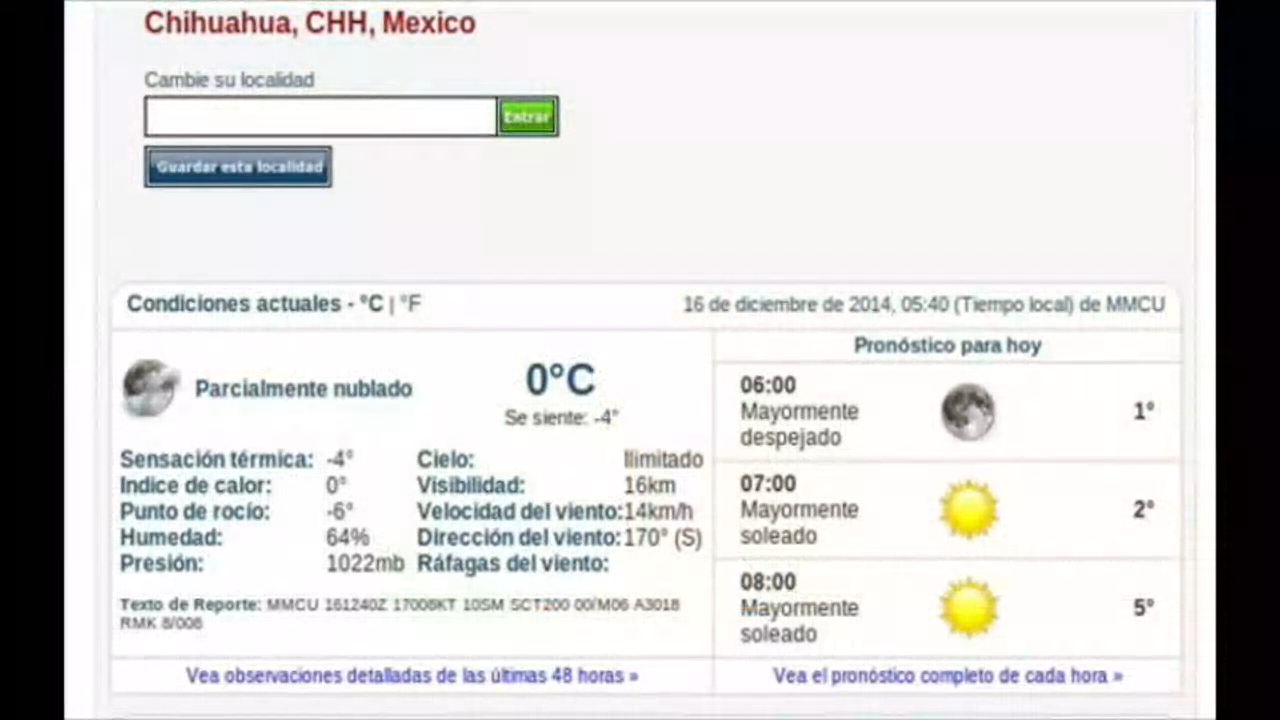 Chihuahua, CHH, Mexico
Cambie su localidad
Entrar
Guardar esta localidad
Condiciones actuales - °C | °F
16 de diciembre de 2014, 05:40 (Tiempo local) de MMCU
Parcialmente nublado
0°C
Se siente: -4°
Sensación térmica: -4° Cielo: Ilimitado
Indice de calor: 0° Visibilidad: 16km
Punto de rocío: -6° Velocidad del viento: 14km/h
Humedad: 64% Dirección del viento: 170° (S)
Presión: 1022mb Ráfagas del viento:
Texto de Reporte: MMCU 161240Z 17008KT 10SM SCT200 00/M06 A3018
RMK 8/008
Vea observaciones detalladas de las últimas 48 horas »
Pronóstico para hoy
06:00
Mayormente 1°
despejado
07:00
Mayormente 2°
soleado
08:00
Mayormente 5°
soleado
Vea el pronóstico completo de cada hora »